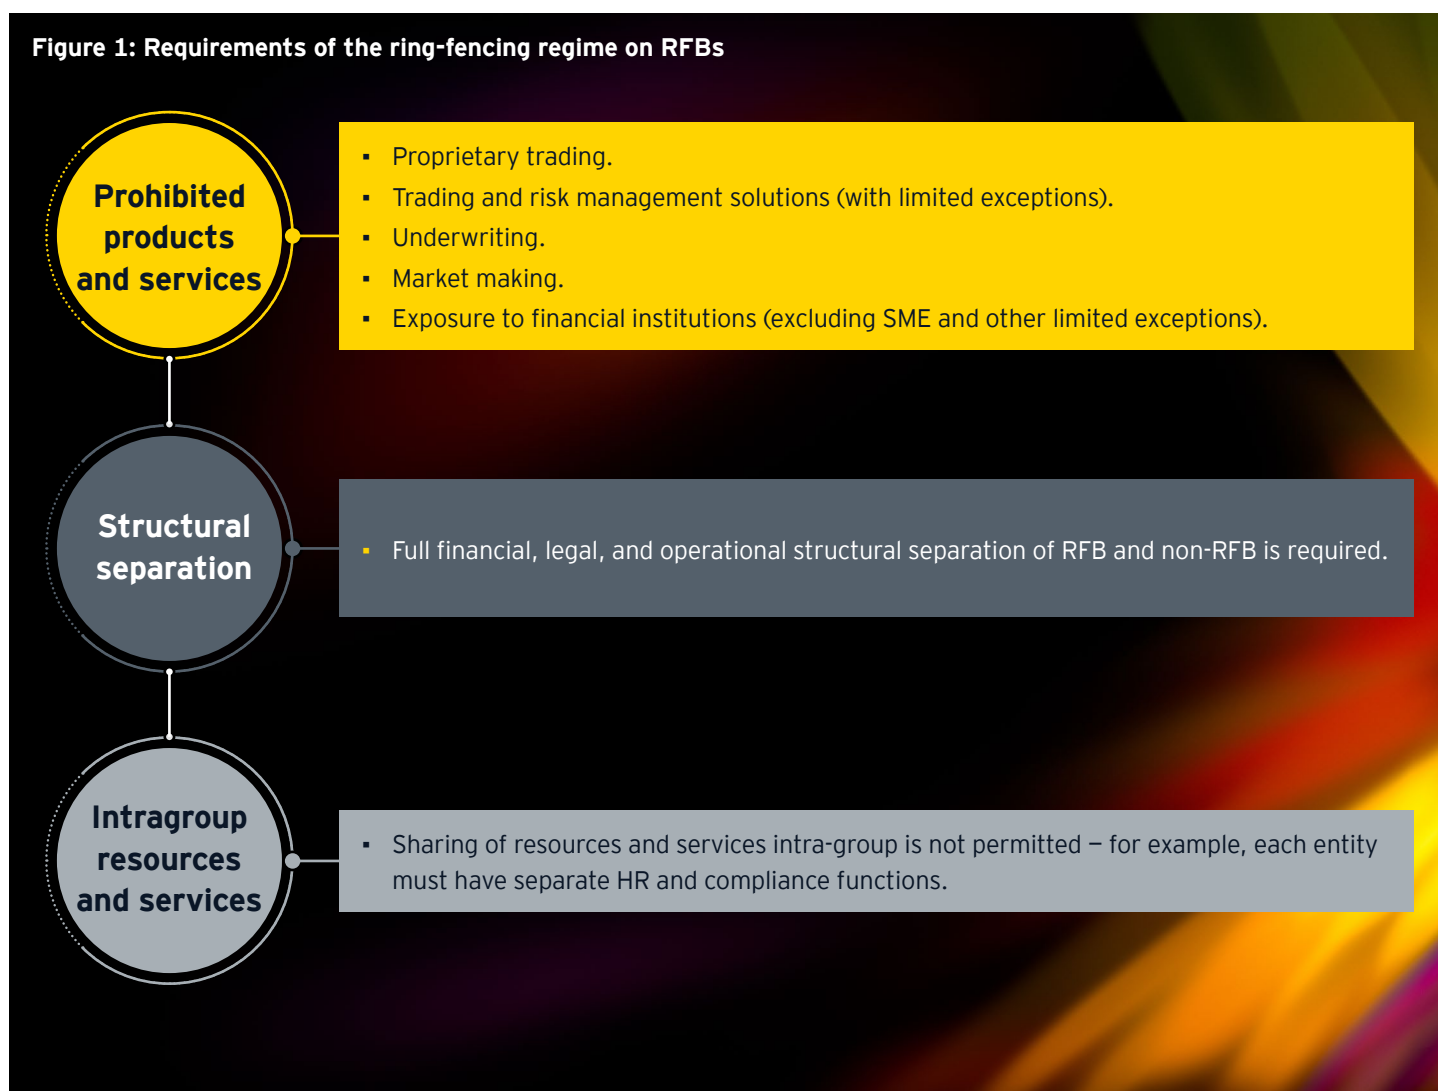 Figure 1: Requirements of the ring-fencing regime on RFBs
Prohibited
products
and services
▪ Proprietary trading.
▪ Trading and risk management solutions (with limited exceptions).
▪ Underwriting.
▪ Market making.
▪ Exposure to financial institutions (excluding SME and other limited exceptions).
Structural
separation
▪ Full financial, legal, and operational structural separation of RFB and non-RFB is required.
Intragroup
resources
and services
▪ Sharing of resources and services intra-group is not permitted — for example, each entity
must have separate HR and compliance functions.